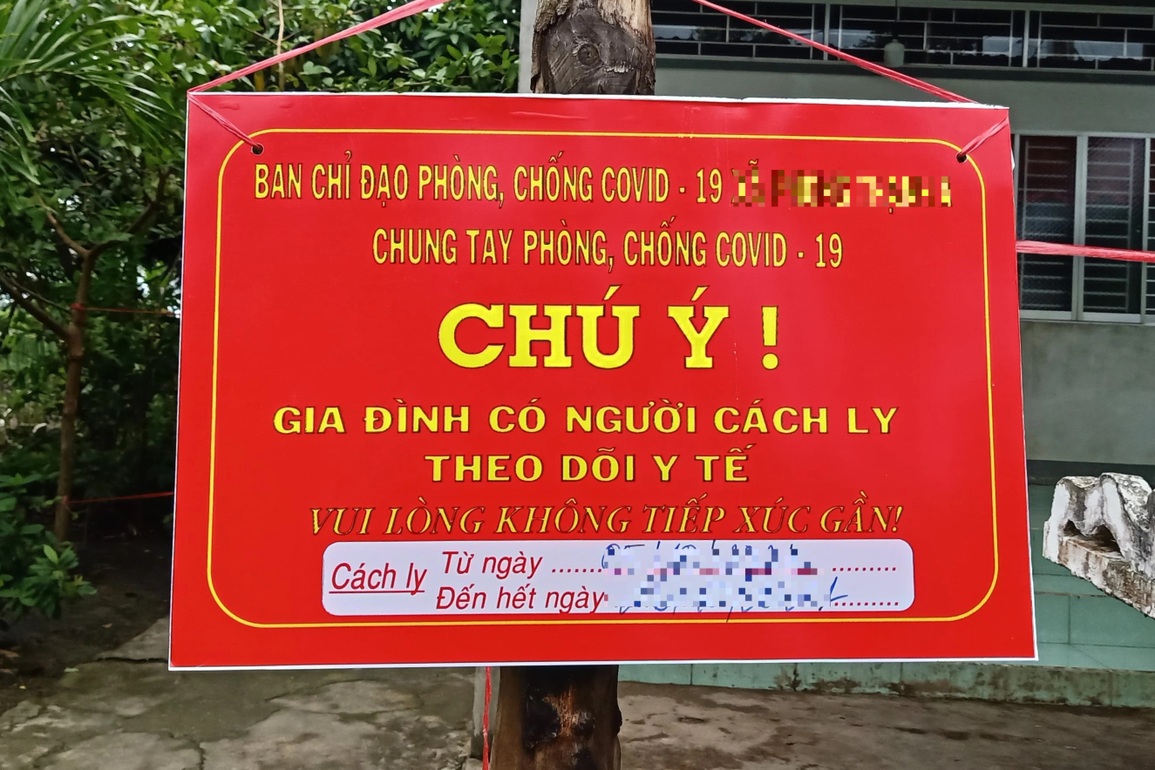 BAN CHỈ ĐẠO PHÒNG, CHỐNG COVID - 19
CHUNG TAY PHÒNG, CHỐNG COVID - 19
CHÚ Ý !
GIA ĐÌNH CÓ NGƯỜI CÁCH LY
THEO DÕI Y TẾ
VUI LÒNG KHÔNG TIẾP XÚC GẦN!
Cách ly Từ ngày ...... .........
Đến hết ngày .........